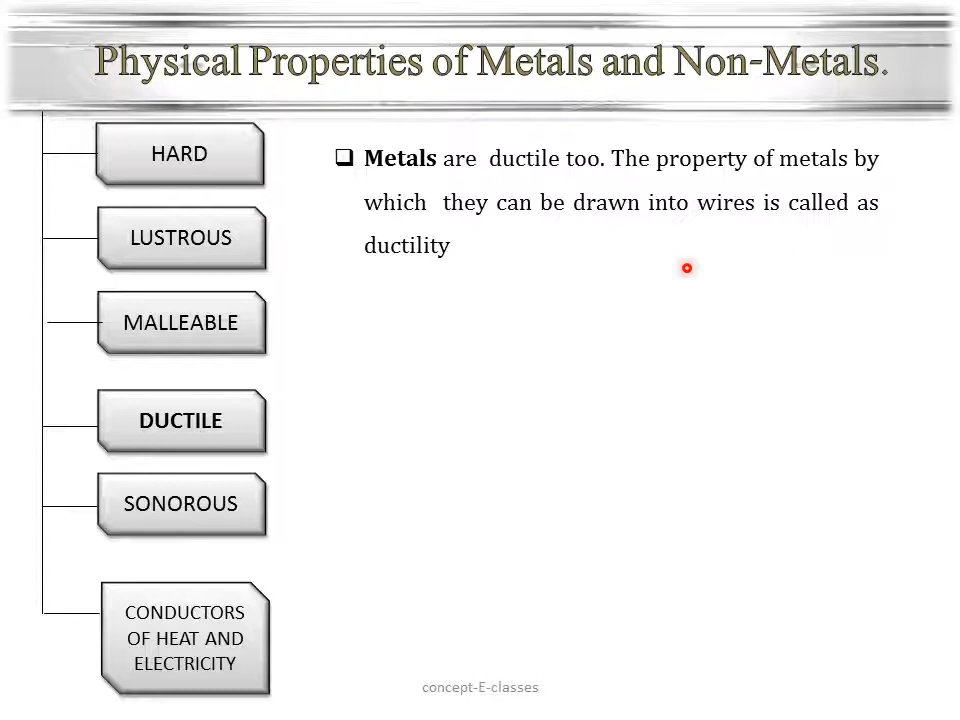 Physical Properties of Metals and Non-Metals.
HARD
LUSTROUS
MALLEABLE
DUCTILE
SONOROUS
CONDUCTORS
OF HEAT AND
ELECTRICITY
Metals are ductile too. The property of metals by
which they can be drawn into wires is called as
ductility
concept-E-classes